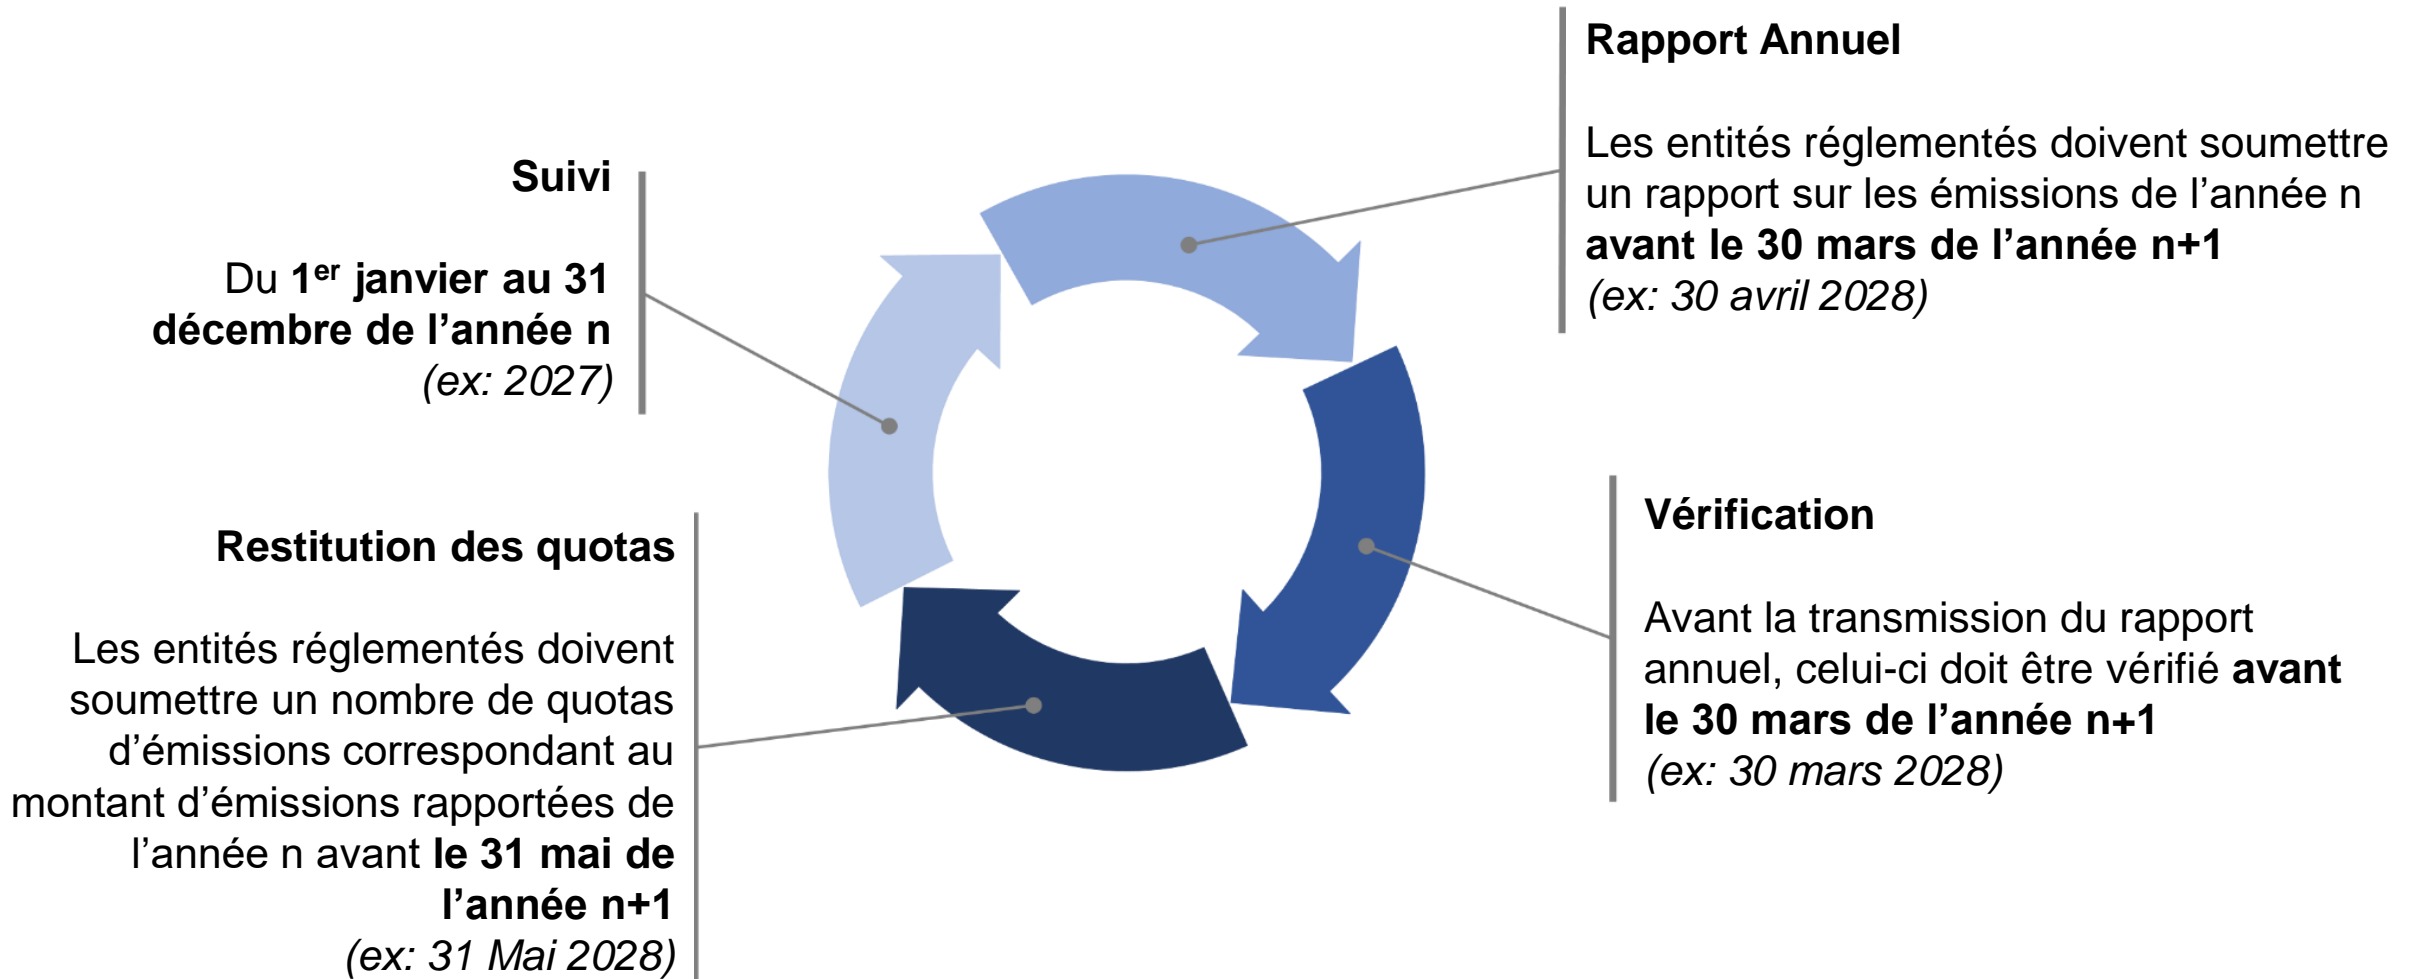 Suivi
Du 1er janvier au 31
décembre de l’année n
(ex: 2027)
Rapport Annuel
Les entités réglementés doivent soumettre
un rapport sur les émissions de l’année n
avant le 30 mars de l’année n+1
(ex: 30 avril 2028)
Vérification
Avant la transmission du rapport
annuel, celui-ci doit être vérifié avant
le 30 mars de l’année n+1
(ex: 30 mars 2028)
Restitution des quotas
Les entités réglementés doivent
soumettre un nombre de quotas
d’émissions correspondant au
montant d’émissions rapportées de
l’année n avant le 31 mai de
l’année n+1
(ex: 31 Mai 2028)